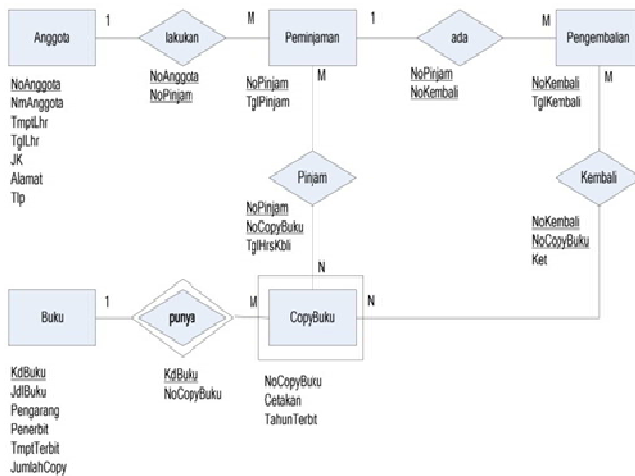 Anggota
1
lakukan
M
Peminjaman
1
ada
M
Pengembalian
NoAnggota
NmAnggota
TmptLhr
TglLhr
JK
Alamat
Tlp
NoAnggota
NoPinjam
NoPinjam
TglPinjam
M
NoPinjam
NoKembali
NoKembali
TglKembali
M
Pinjam
NoPinjam
NoCopyBuku
TglHrsKbli
N
Kembali
NoKembali
NoCopyBuku
Ket
Buku
1
punya
M
CopyBuku
N
KdBuku
JdlBuku
Pengarang
Penerbit
TmptTerbit
JumlahCopy
KdBuku
NoCopyBuku
NoCopyBuku
Cetakan
TahunTerbit